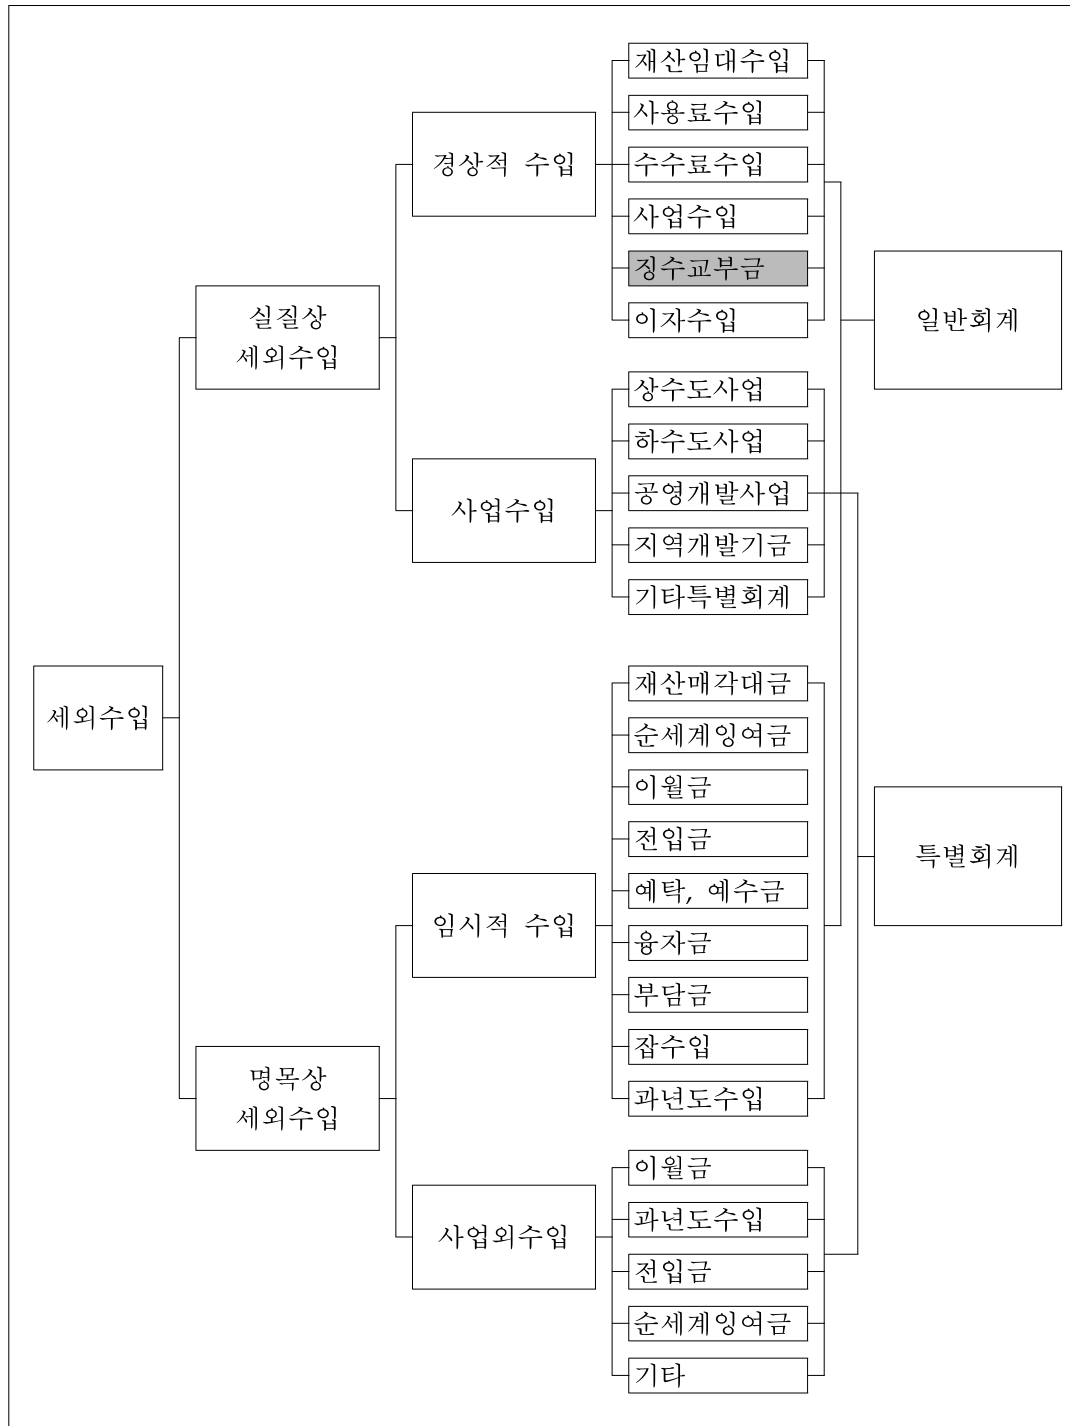 세외수입
실질상
세외수입
경상적 수입
재산임대수입
사용료수입
수수료수입
사업수입
징수교부금
이자수입
사업수입
상수도사업
하수도사업
공영개발사업
지역개발기금
기타특별회계
명목상
세외수입
임시적 수입
재산매각대금
순세계잉여금
이월금
전입금
예탁, 예수금
융자금
부담금
잡수입
과년도수입
사업외수입
이월금
과년도수입
전입금
순세계잉여금
기타
일반회계
특별회계